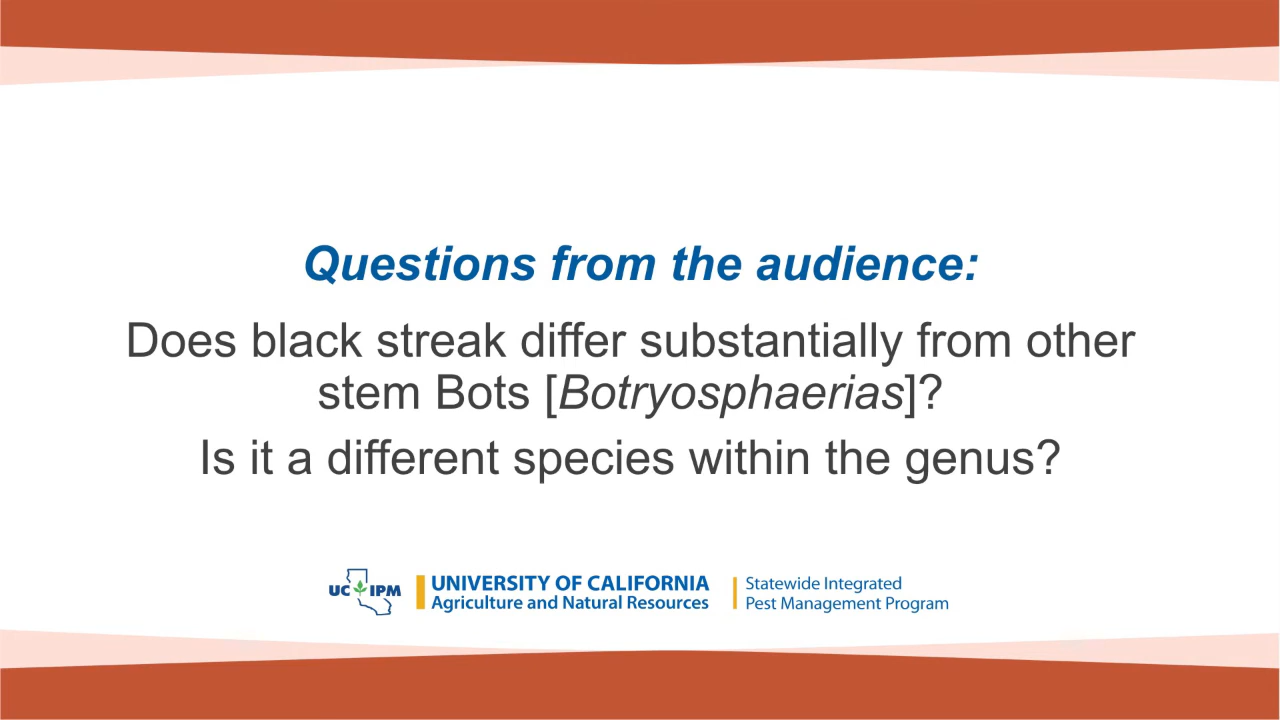 Questions from the audience:
Does black streak differ substantially from other
stem Bots [Botryosphaerias]?
Is it a different species within the genus?
UC IPM
UNIVERSITY OF CALIFORNIA
Agriculture and Natural Resources
Statewide Integrated
Pest Management Program